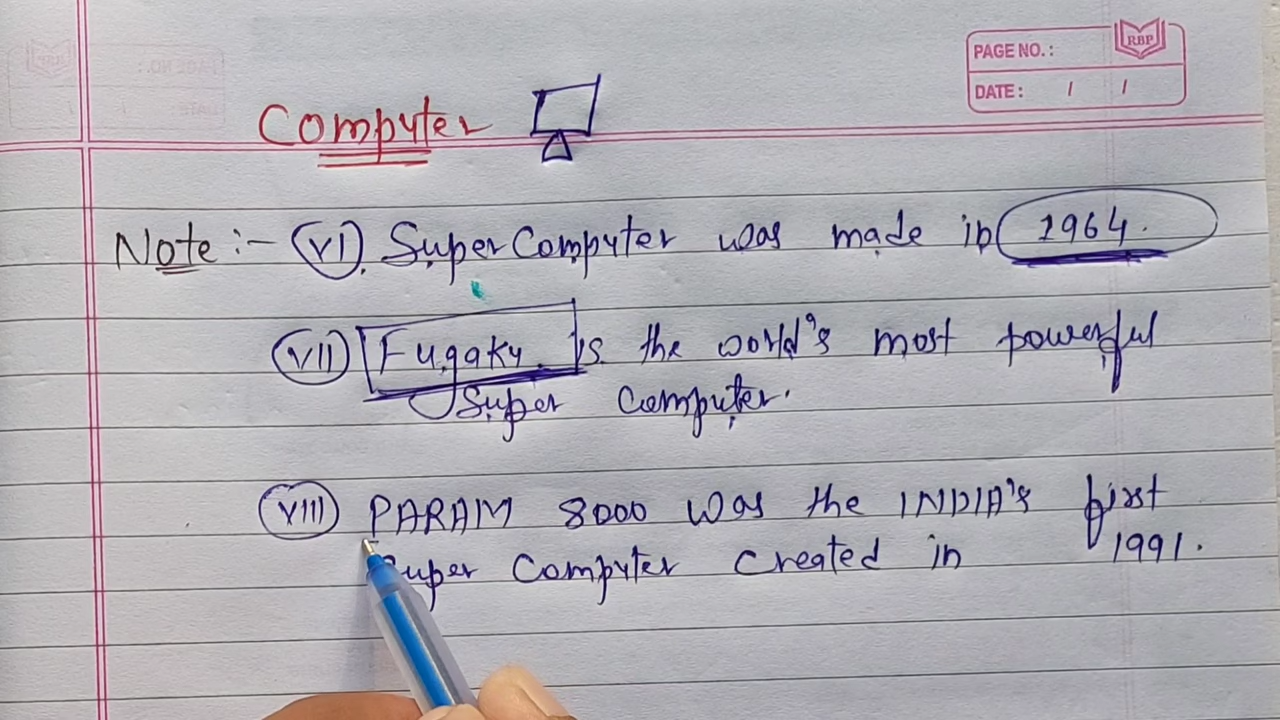 RBP
PAGE NO.:
DATE: / /
Computer
Note :- (VI). Super Computer was made in 1964.
(VII) Fugaky. is the world's most powerful
Super Computer.
(VIII) PARAM 8000 was the INDIA's first
Super Computer created in 1991.